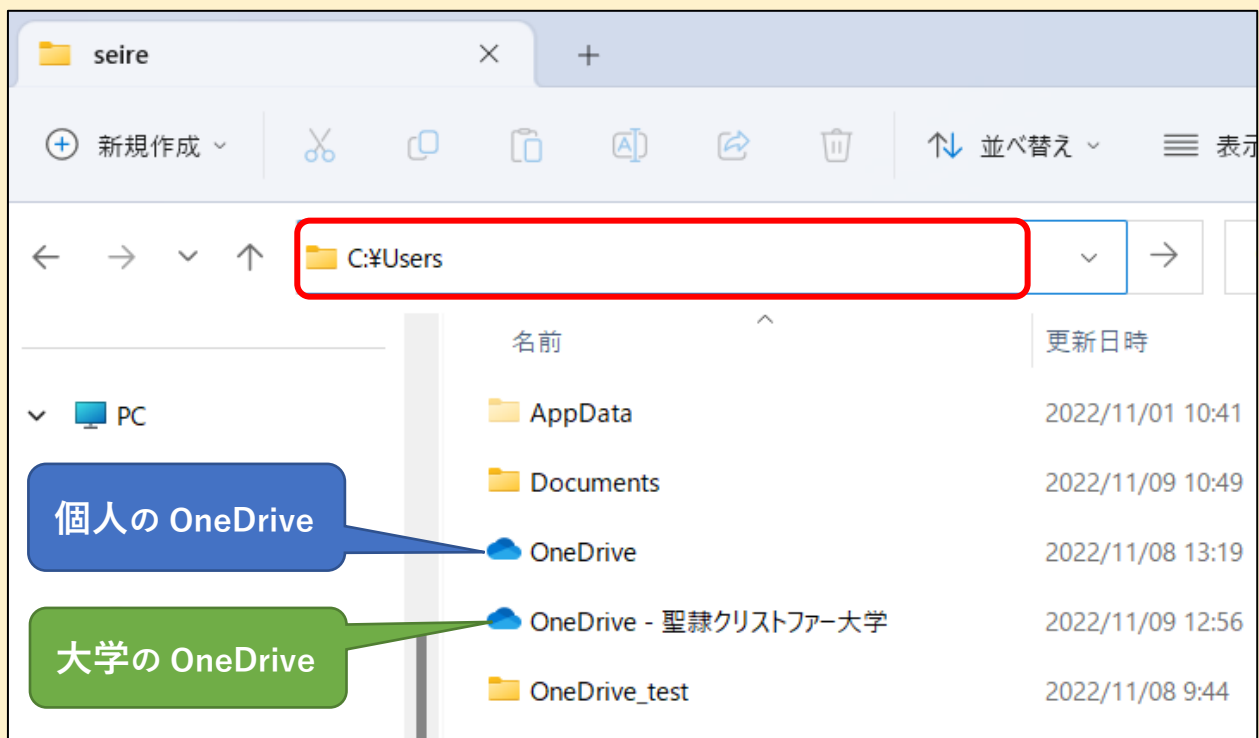 seire
新規作成
並べ替え
表示
C:¥Users
名前
更新日時
PC
AppData
2022/11/01 10:41
Documents
2022/11/09 10:49
個人の OneDrive
OneDrive
2022/11/08 13:19
大学の OneDrive
OneDrive - 聖隷クリストファー大学
2022/11/09 12:56
OneDrive_test
2022/11/08 9:44